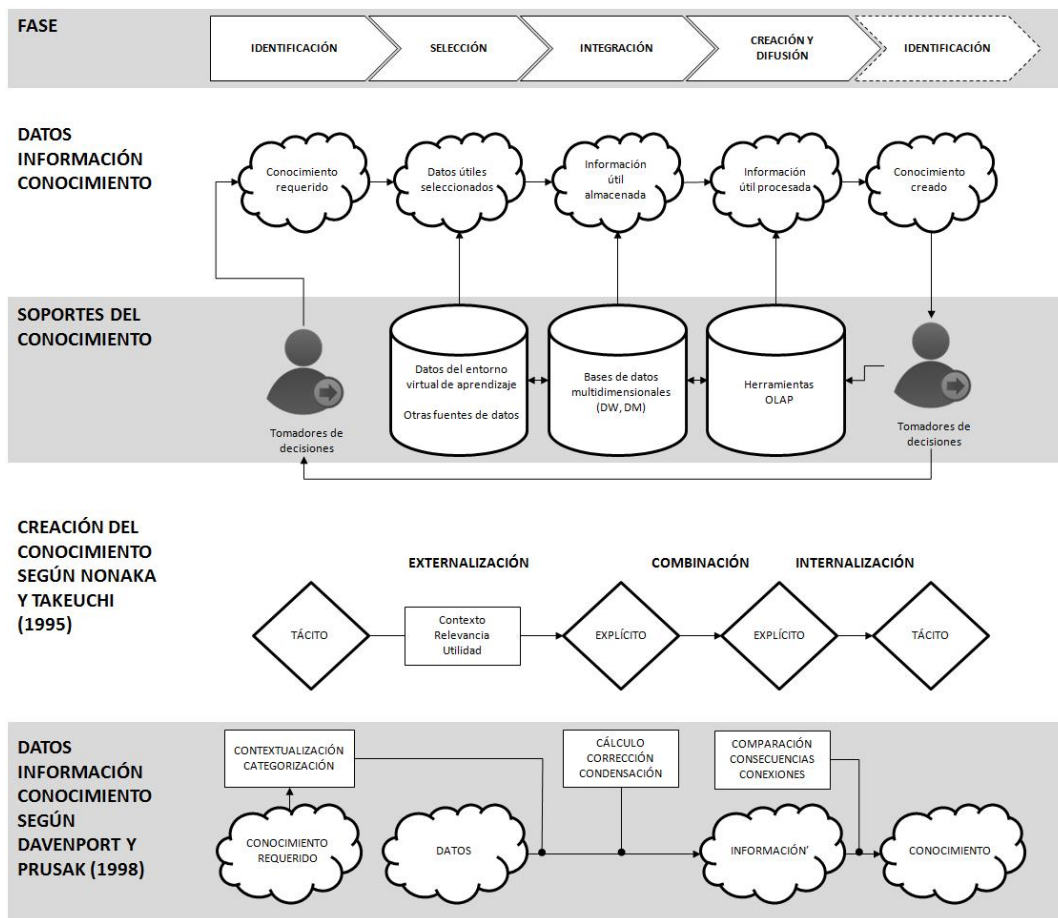 FASE
IDENTIFICACIÓN
SELECCIÓN
INTEGRACIÓN
CREACIÓN Y
DIFUSIÓN
IDENTIFICACIÓN
DATOS
INFORMACIÓN
CONOCIMIENTO
Conocimiento
requerido
Datos útiles
seleccionados
Información
útil
almacenada
Información
útil procesada
Conocimiento
creado
SOPORTES DEL
CONOCIMIENTO
Tomadores de
decisiones
Datos del entorno
virtual de aprendizaje
Otras fuentes de datos
Bases de datos
multidimensionales
(DW, DM)
Herramientas
OLAP
Tomadores de
decisiones
CREACIÓN DEL
CONOCIMIENTO
SEGÚN NONAKA
Y TAKEUCHI
(1995)
EXTERNALIZACIÓN
COMBINACIÓN
INTERNALIZACIÓN
TÁCITO
Contexto
Relevancia
Utilidad
EXPLÍCITO
EXPLÍCITO
TÁCITO
DATOS
INFORMACIÓN
CONOCIMIENTO
SEGÚN
DAVENPORT Y
PRUSAK (1998)
CONTEXTUALIZACIÓN
CATEGORIZACIÓN
CÁLCULO
CORRECCIÓN
CONDENSACIÓN
COMPARACIÓN
CONSECUENCIAS
CONEXIONES
CONOCIMIENTO
REQUERIDO
DATOS
INFORMACIÓN'
CONOCIMIENTO